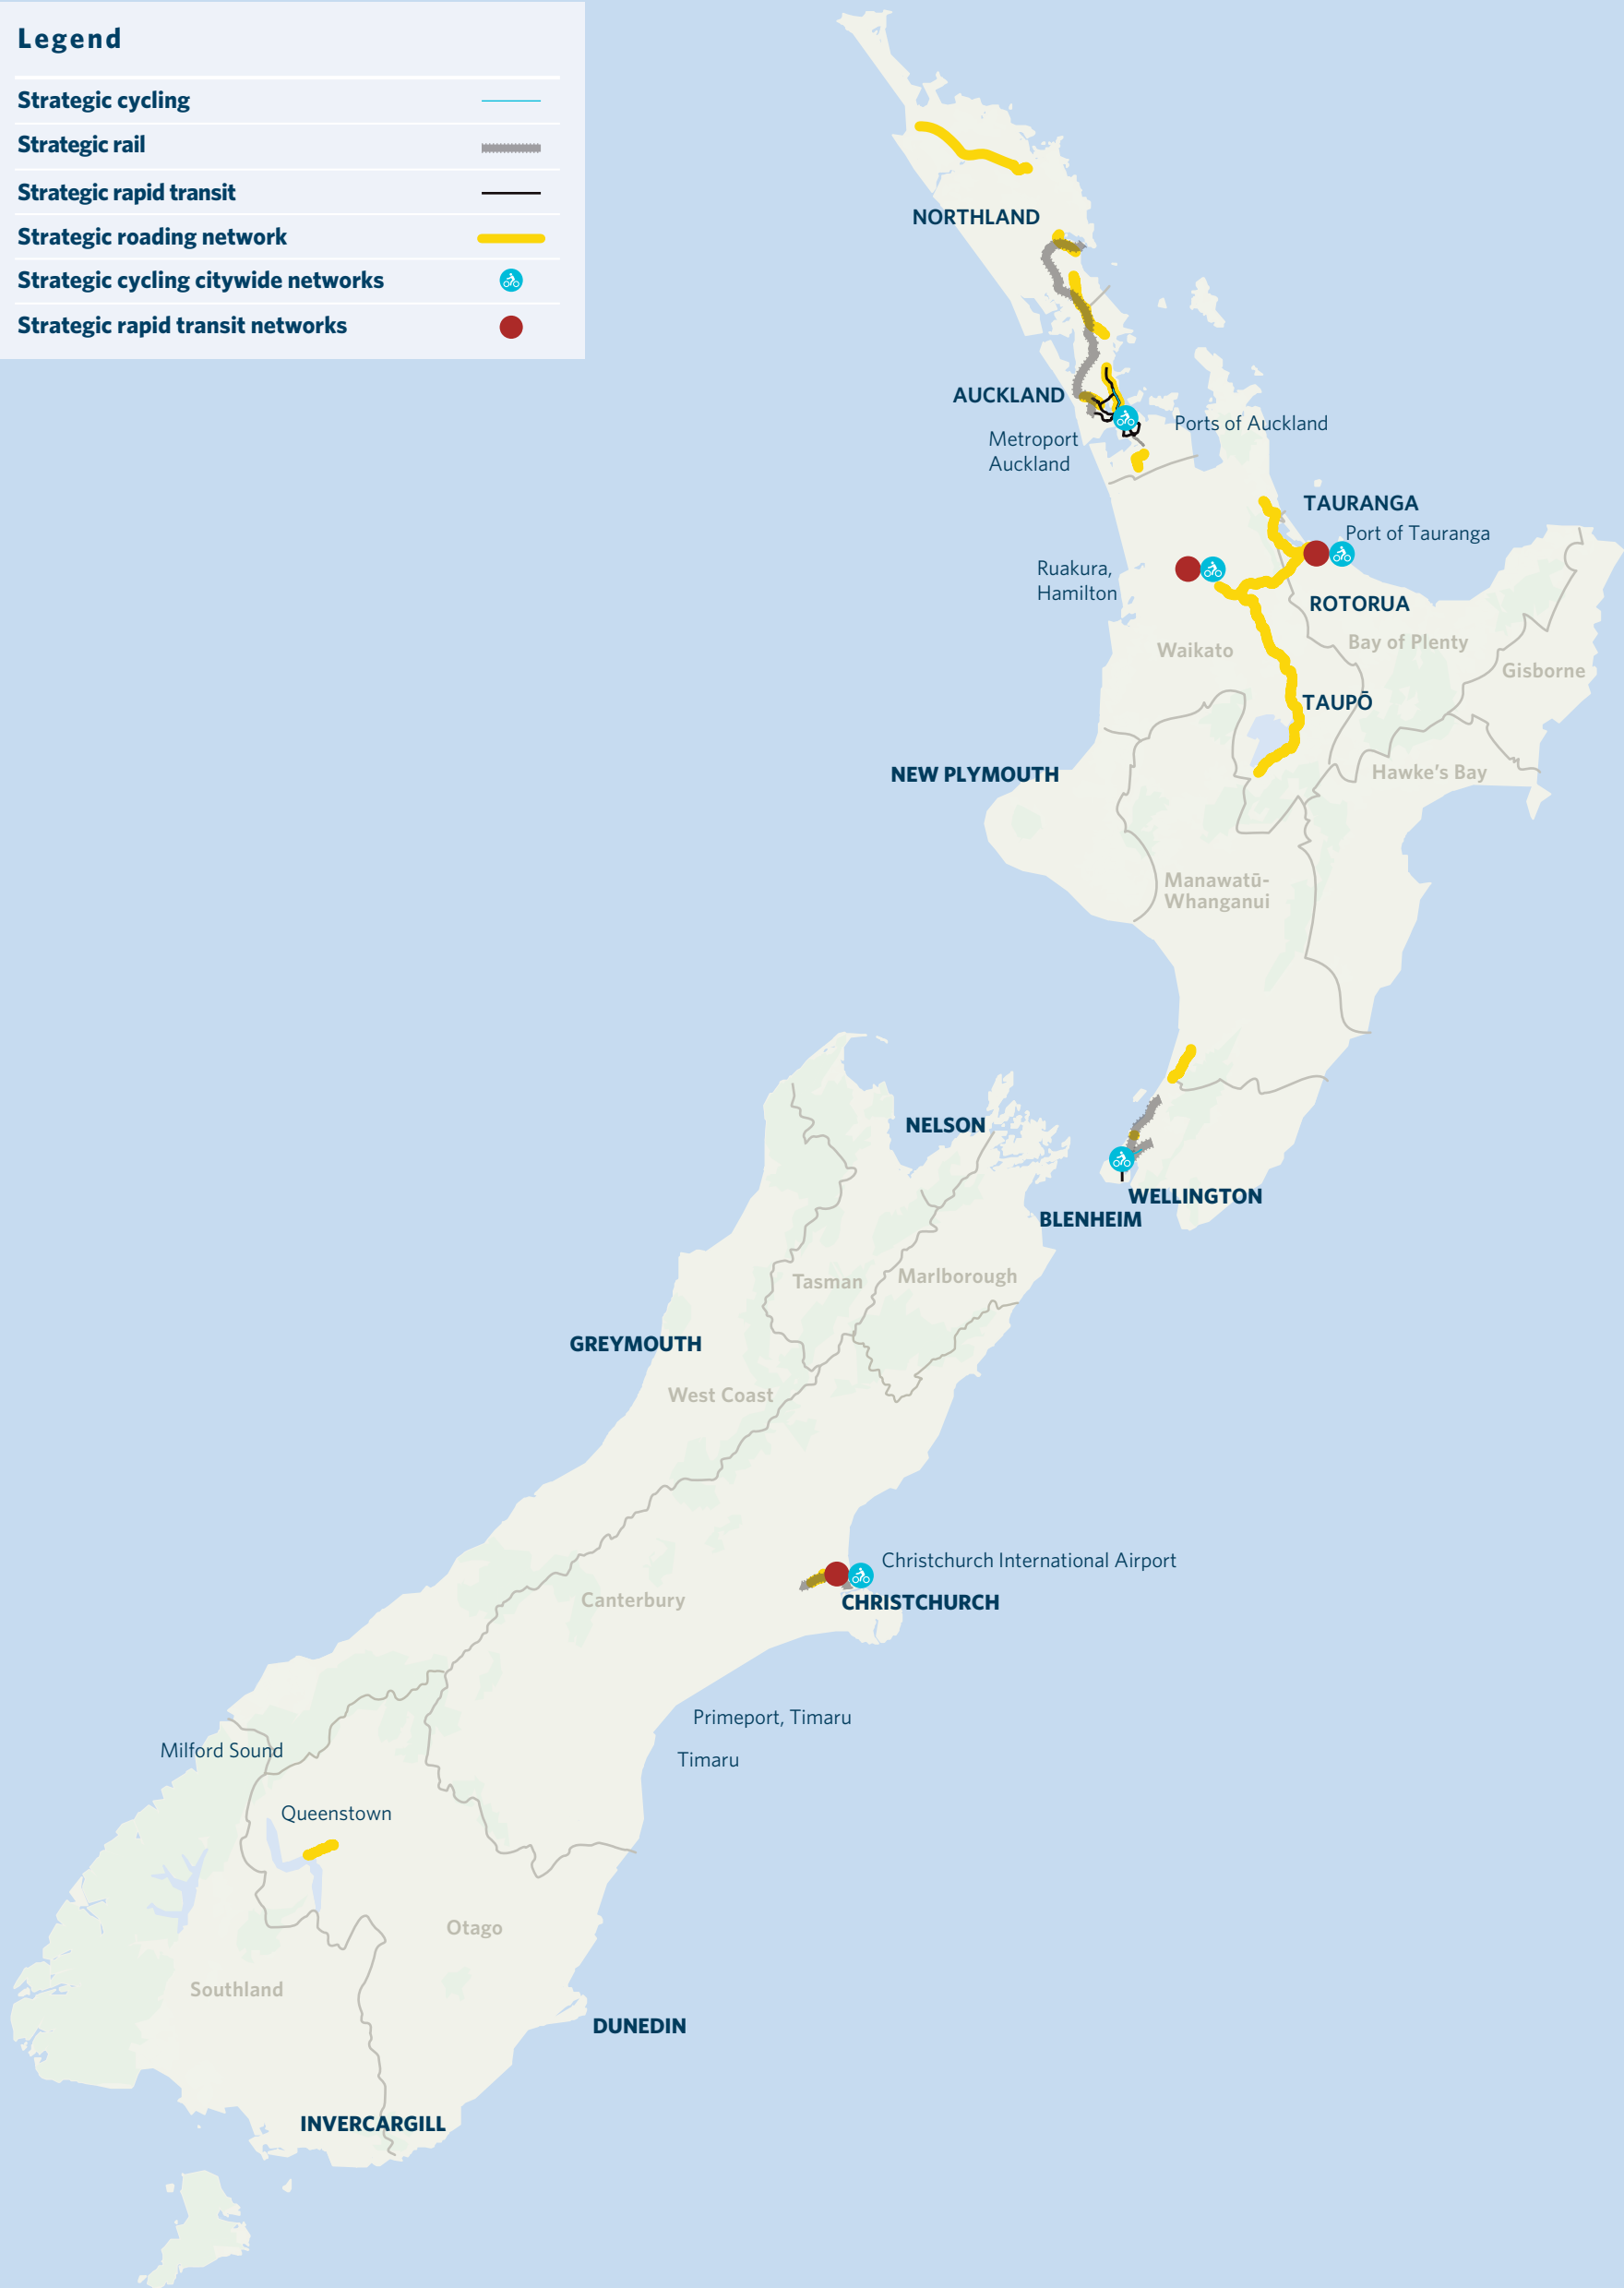 Legend
Strategic cycling
Strategic rail
Strategic rapid transit
Strategic roading network
Strategic cycling citywide networks
Strategic rapid transit networks
NORTHLAND
AUCKLAND
Ports of Auckland
Metroport
Auckland
TAURANGA
Port of Tauranga
Ruakura,
Hamilton
ROTORUA
Waikato
Bay of Plenty
Gisborne
TAUPŌ
NEW PLYMOUTH
Hawke's Bay
Manawatū-
Whanganui
NELSON
WELLINGTON
BLENHEIM
Tasman
Marlborough
GREYMOUTH
West Coast
Christchurch International Airport
Canterbury
CHRISTCHURCH
Primeport, Timaru
Milford Sound
Timaru
Queenstown
Otago
Southland
DUNEDIN
INVERCARGILL